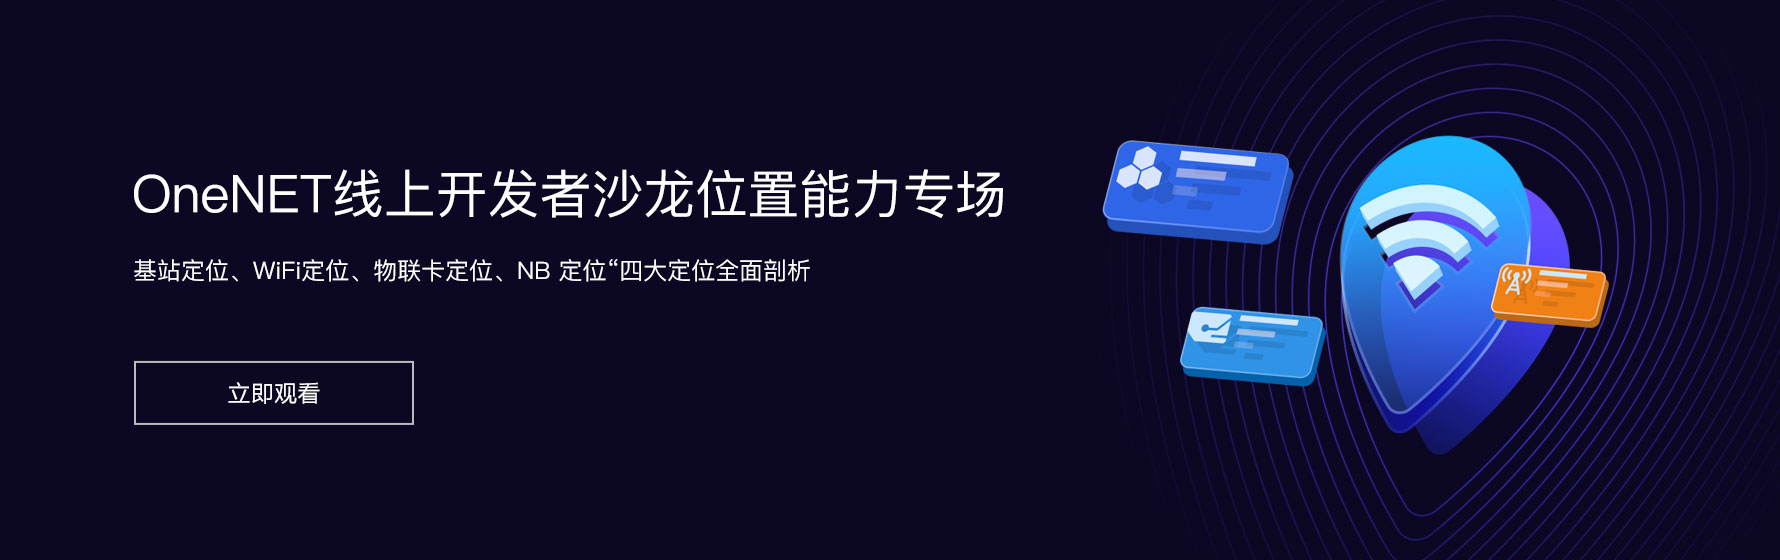 OneNET线上开发者沙龙位置能力专场
基站定位、WiFi定位、物联卡定位、NB 定位“四大定位全面剖析
立即观看